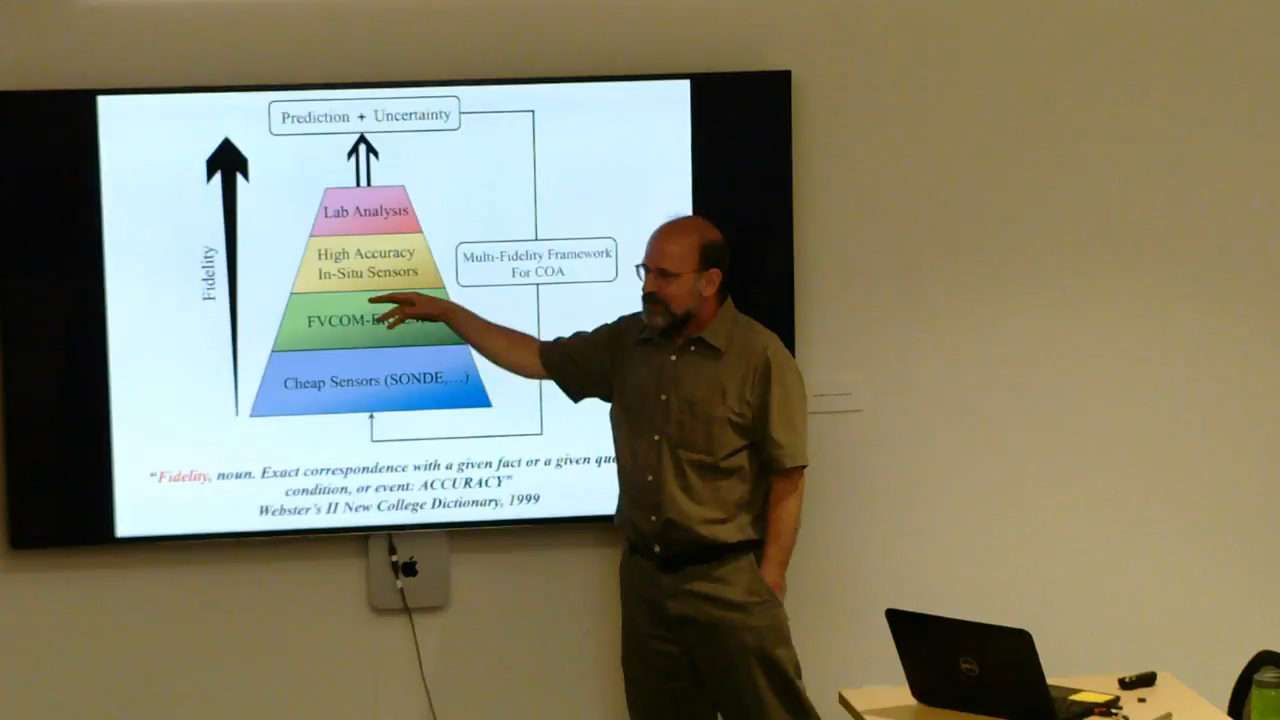 Prediction + Uncertainty
Fidelity
Lab Analysis
High Accuracy
In-Situ Sensors
Multi-Fidelity Framework
For COA
Cheap Sensors (SONDE,...)
"Fidelity, noun. Exact correspondence with a given fact or a given
condition, or event: ACCURACY"
Webster's II New College Dictionary, 1999
DELL